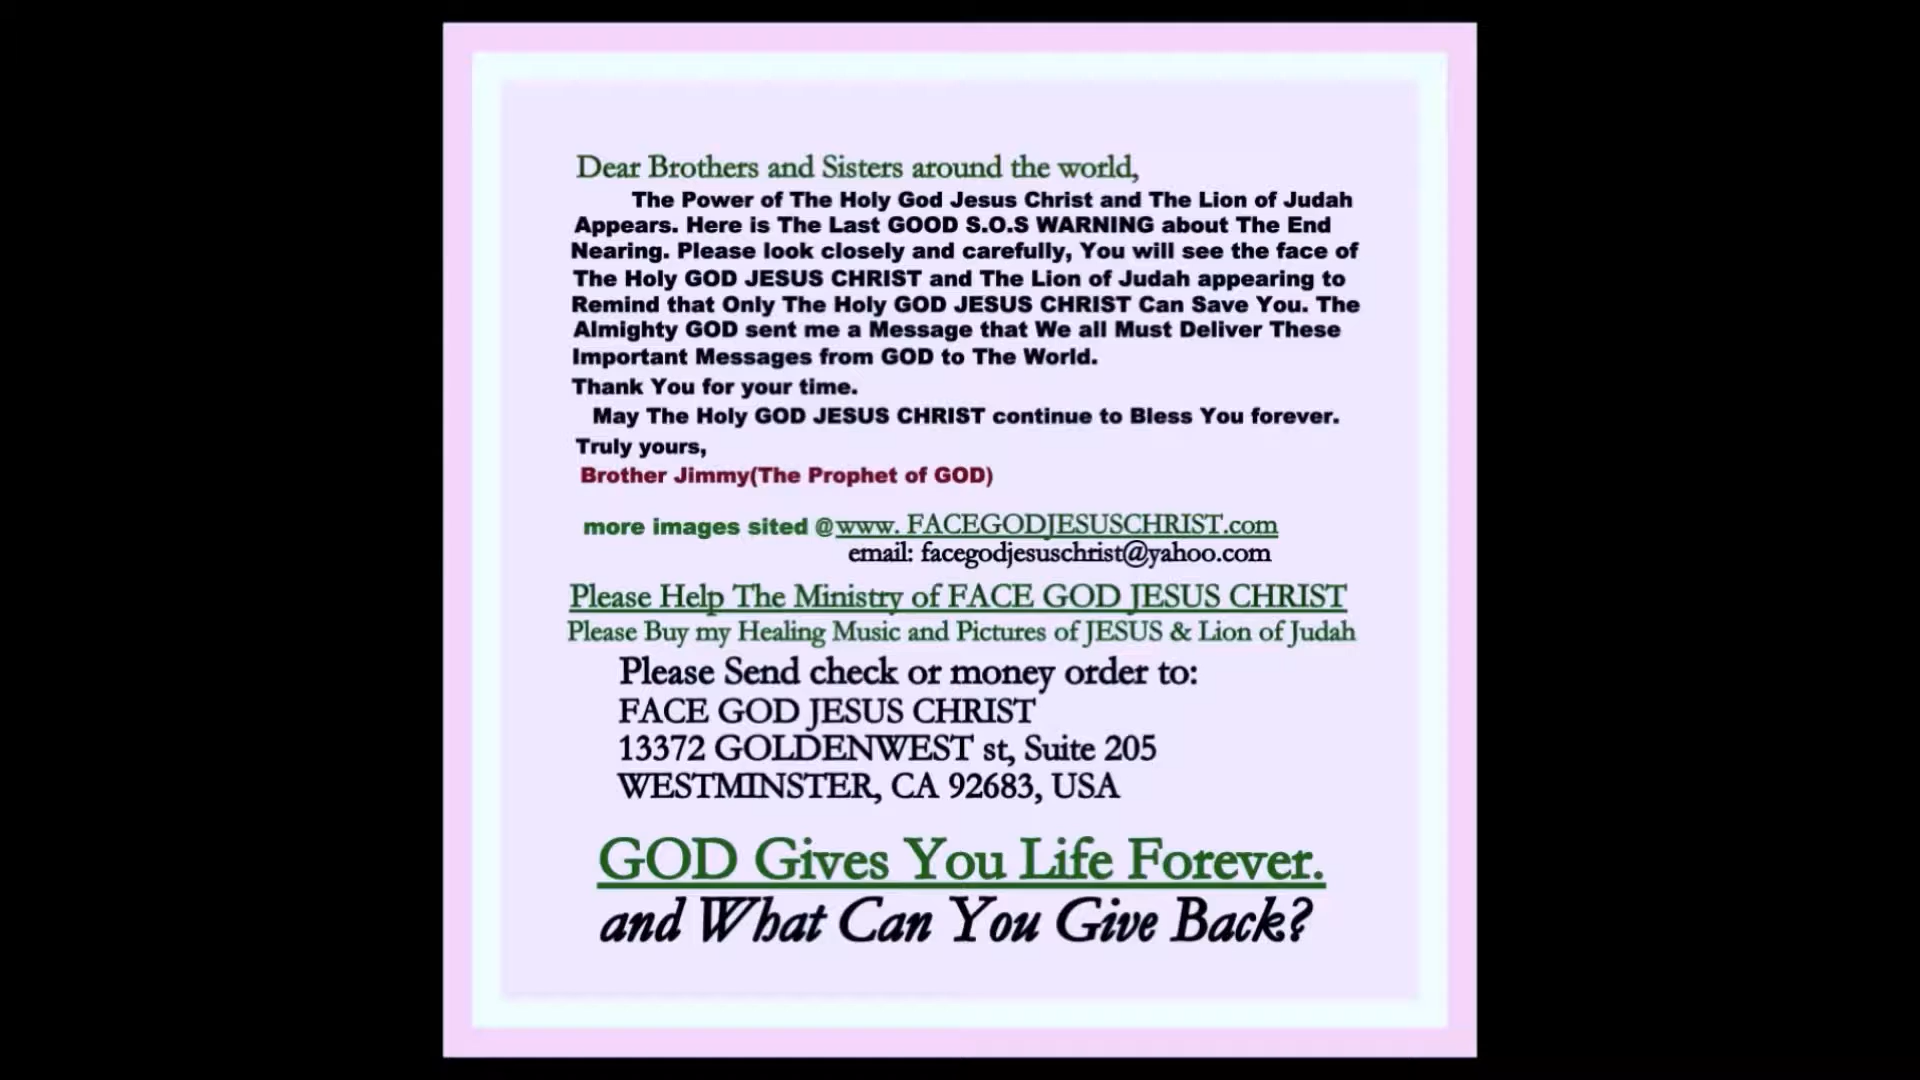 Dear Brothers and Sisters around the world,
The Power of The Holy God Jesus Christ and The Lion of Judah
Appears. Here is The Last GOOD S.O.S WARNING about The End
Nearing. Please look closely and carefully, You will see the face of
The Holy GOD JESUS CHRIST and The Lion of Judah appearing to
Remind that Only The Holy GOD JESUS CHRIST Can Save You. The
Almighty GOD sent me a Message that We all Must Deliver These
Important Messages from GOD to The World.
Thank You for your time.
May The Holy GOD JESUS CHRIST continue to Bless You forever.
Truly yours,
Brother Jimmy(The Prophet of GOD)
more images sited @www. FACEGODJESUSCHRIST.com
email: facegodjesuschrist@yahoo.com
Please Help The Ministry of FACE GOD JESUS CHRIST
Please Buy my Healing Music and Pictures of JESUS & Lion of Judah
Please Send check or money order to:
FACE GOD JESUS CHRIST
13372 GOLDENWEST st, Suite 205
WESTMINSTER, CA 92683, USA
GOD Gives You Life Forever.
and What Can You Give Back?